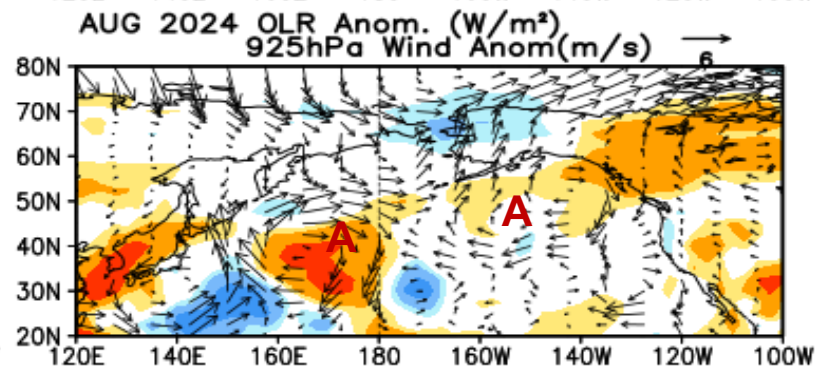 AUG 2024 OLR Anom. (W/m²)
925hPa Wind Anom(m/s)
6
80N
70N
60N
50N
40N
30N
20N
A
A
120E 140E 160E 180 160W 140W 120W 100W